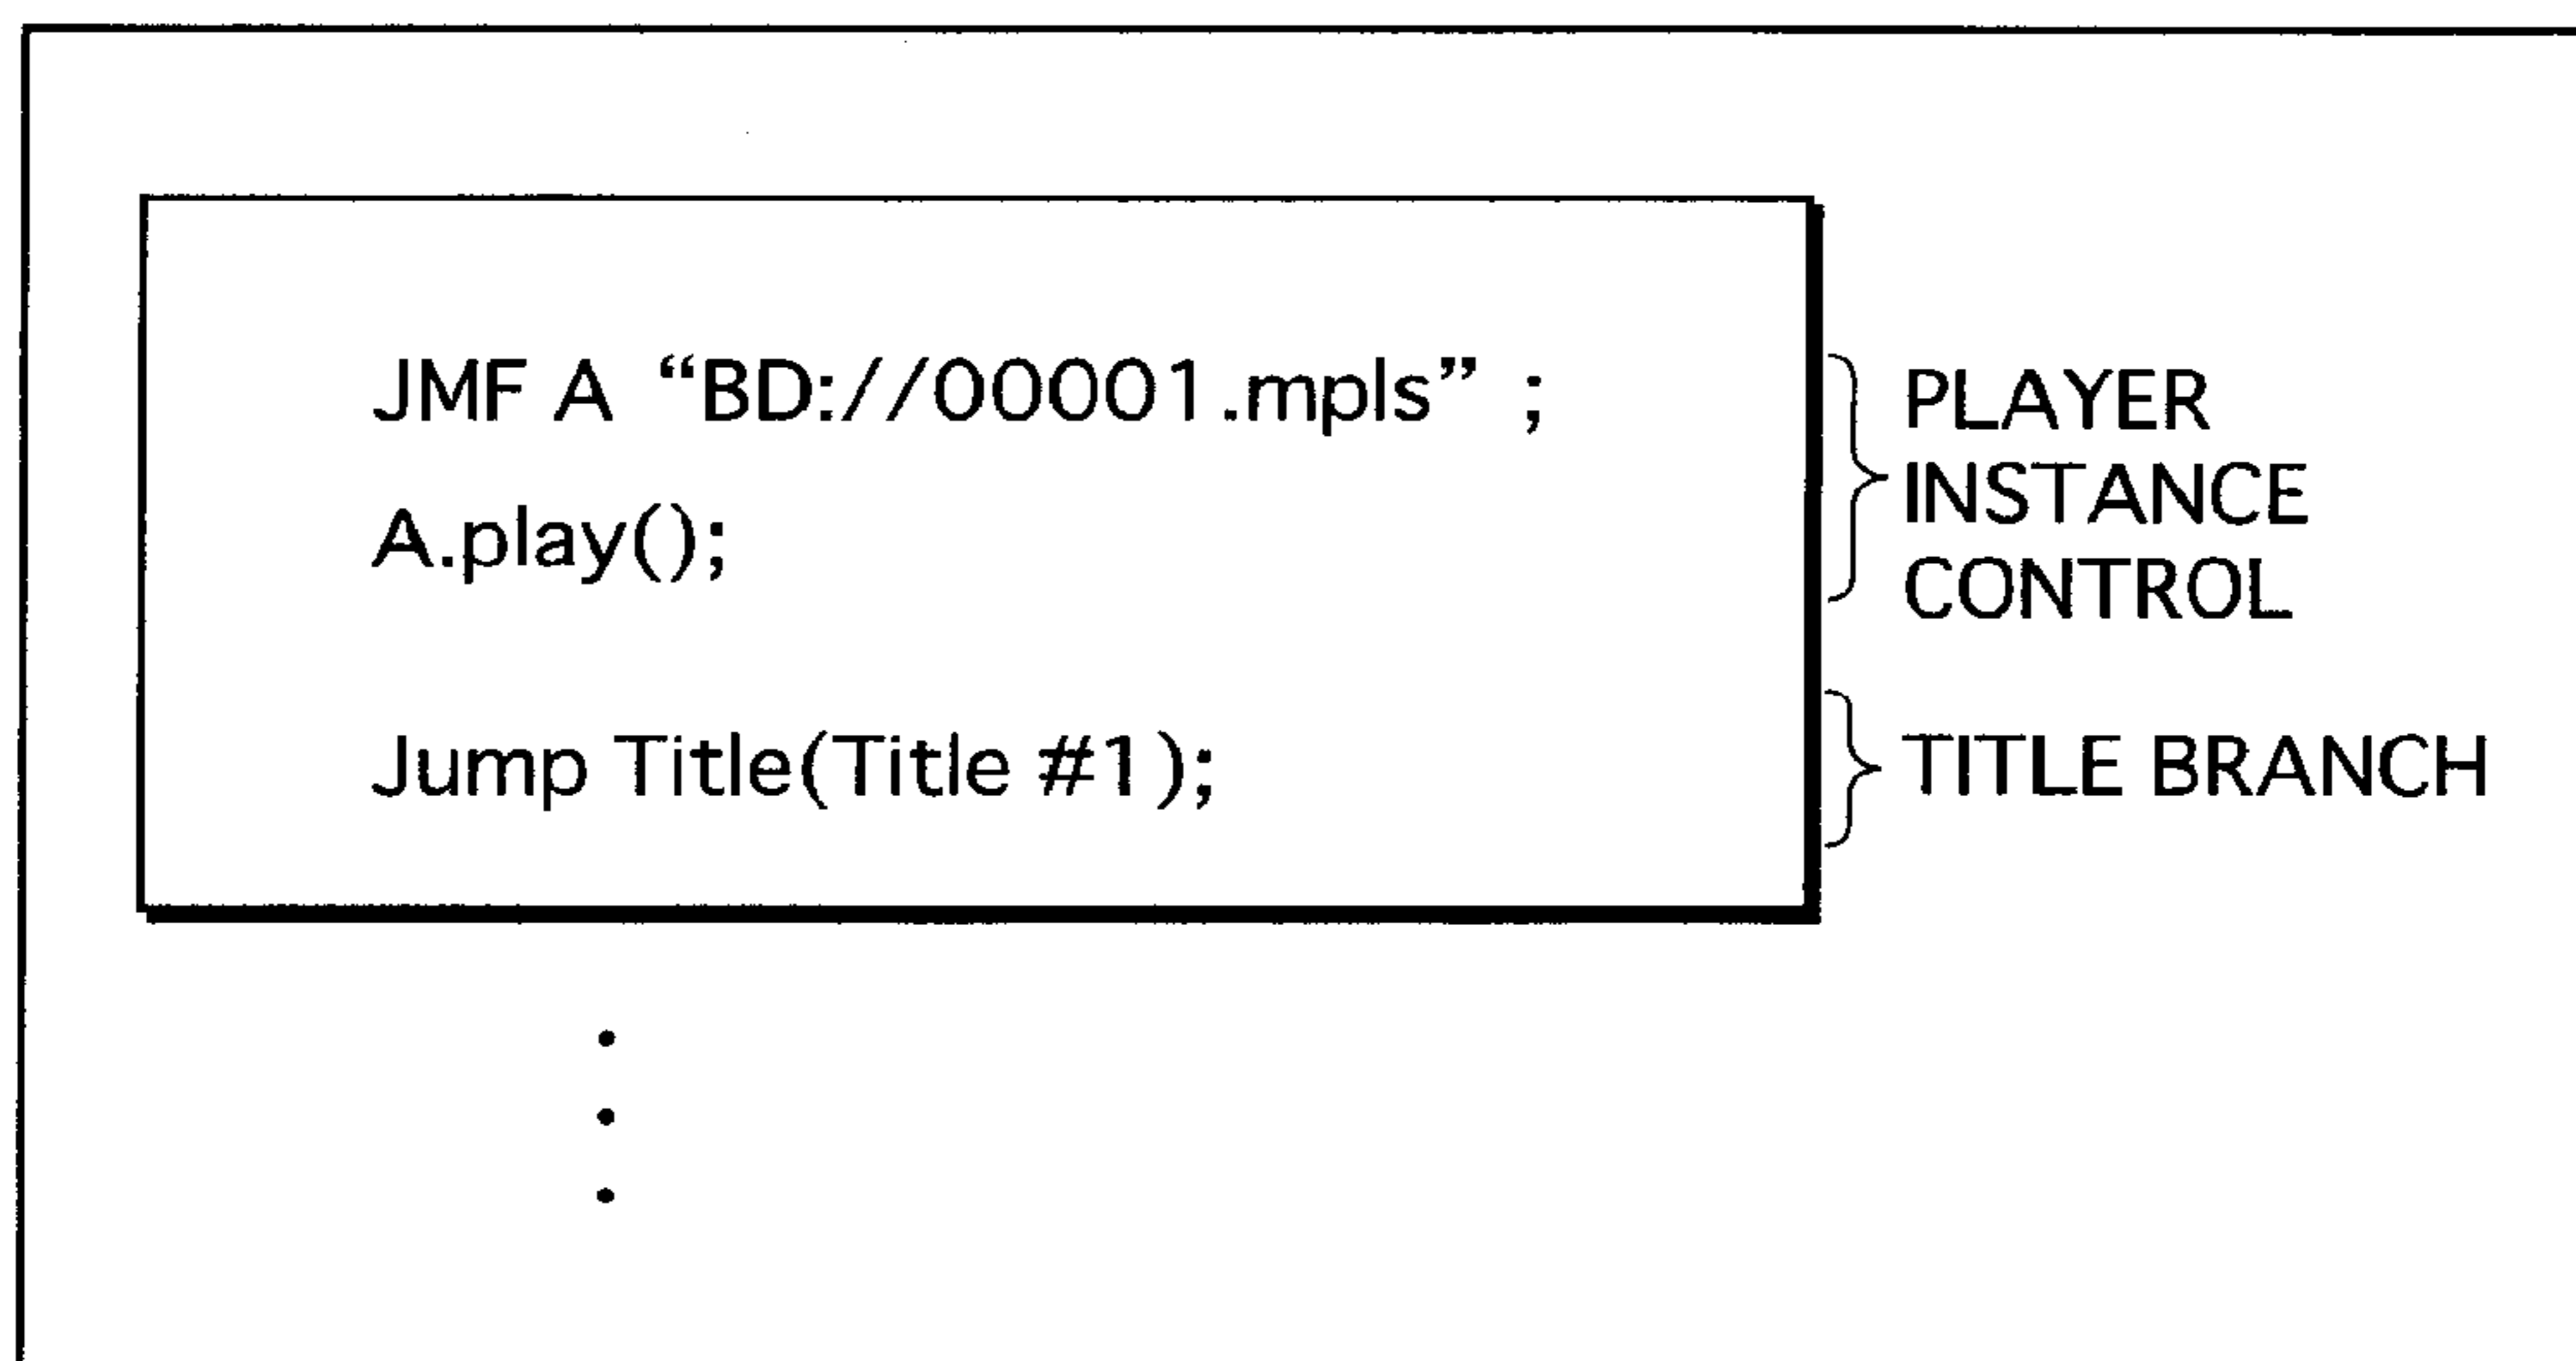 JMF A “BD://00001.mpls” ;
A.play();
Jump Title(Title #1);
PLAYER
INSTANCE
CONTROL
TITLE BRANCH